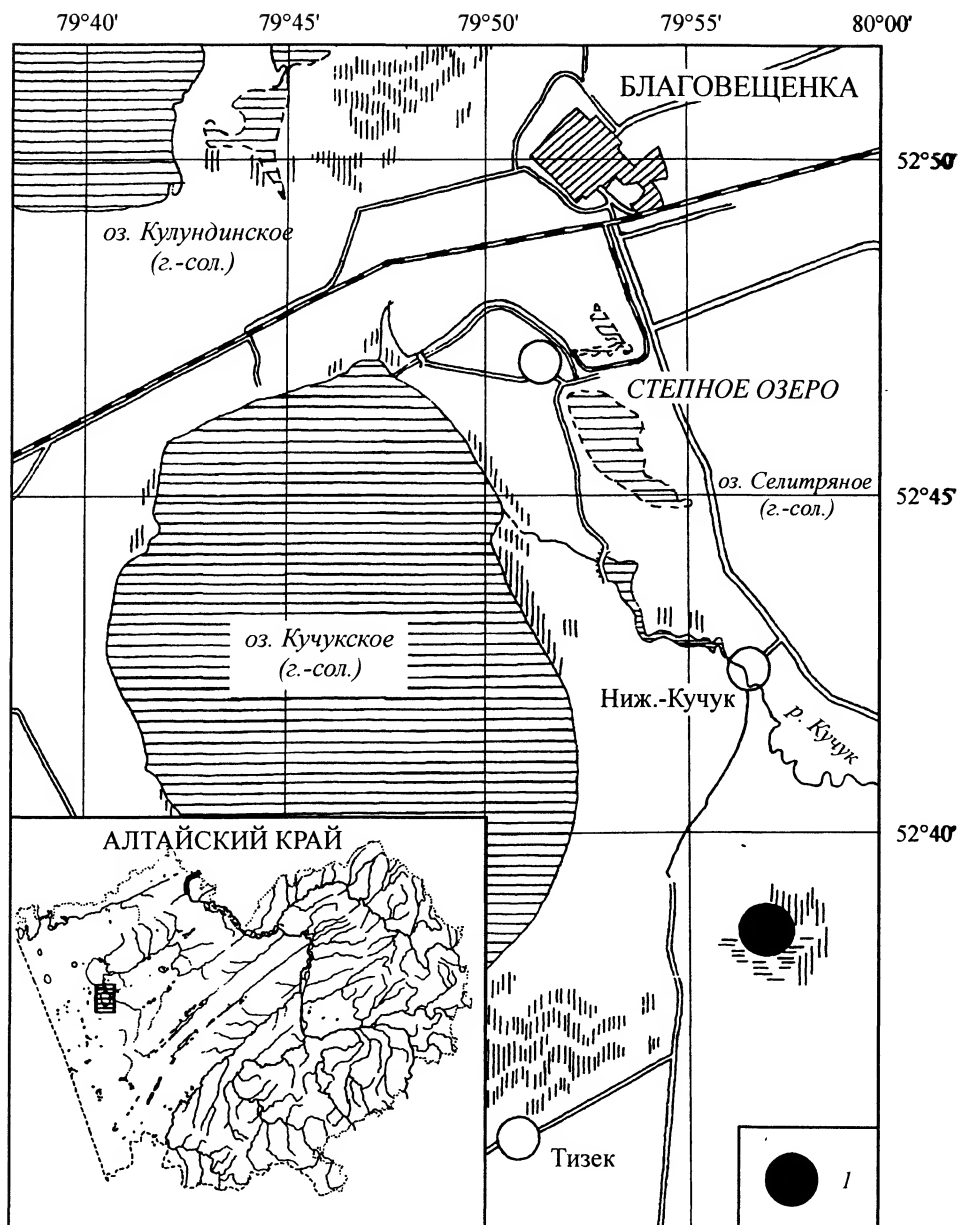 79°40' 79°45' 79°50' 79°55' 80°00'
БЛАГОВЕЩЕНКА
52°50'
оз. Кулундинское
(г.-сол.)
СТЕПНОЕ ОЗЕРО
оз. Селитряное
(г.-сол.)
52°45'
оз. Кучукское
(г.-сол.)
Ниж.-Кучук
р. Кучук
52°40'
АЛТАЙСКИЙ КРАЙ
Тизек
1